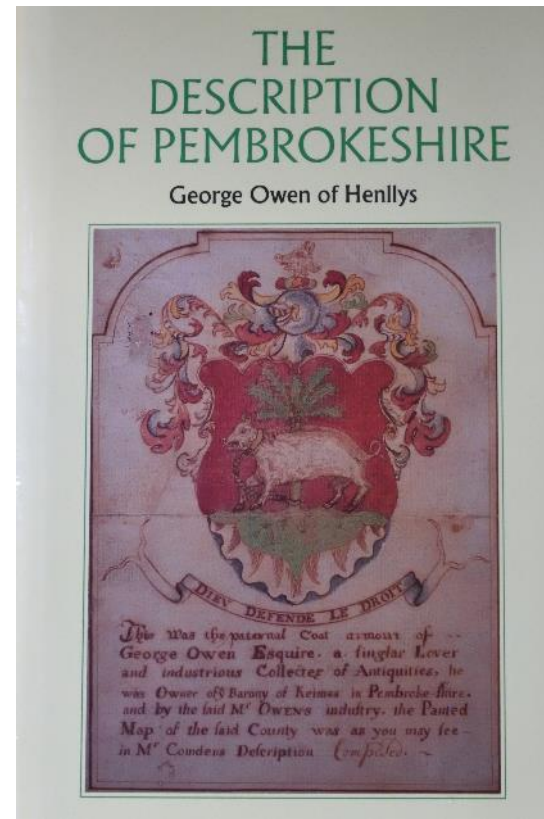 THE
DESCRIPTION
OF PEMBROKESHIRE
George Owen of Henllys
DIEV DEFENDE LE DROIT
This Was the paternal Coat armour of
George Owen Esquire. a ſinglar Lover
and induſtrious Collecter of Antiquities, he
was Owner of yͤ Barony of Keimes in Pembroke-ſhire.
and by the ſaid Mʳ Owens induſtry. the Panted
Map of the ſaid County was as you may ſee
in Mʳ Comdens Deſcription Compoſed.